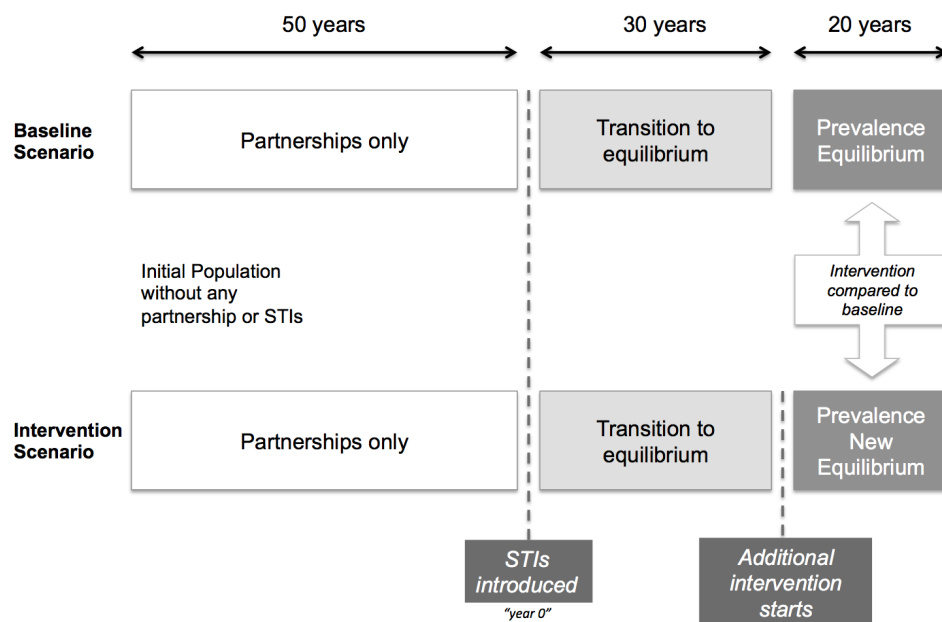 50 years
30 years
20 years
Baseline
Scenario
Partnerships only
Transition to
equilibrium
Prevalence
Equilibrium
Initial Population
without any
partnership or STIs
Intervention
compared to
baseline
Intervention
Scenario
Partnerships only
Transition to
equilibrium
Prevalence
New
Equilibrium
STIs
introduced
"year 0"
Additional
intervention
starts